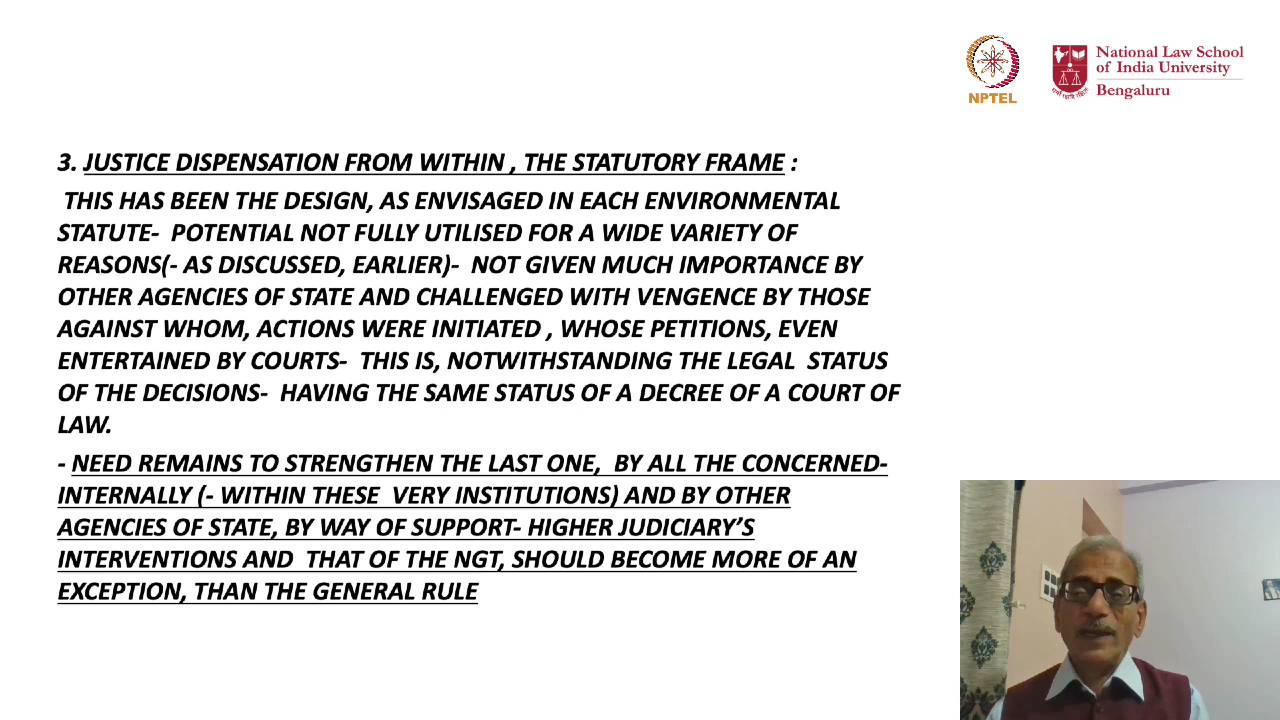 NPTEL
National Law School
of India University
Bengaluru
3. JUSTICE DISPENSATION FROM WITHIN , THE STATUTORY FRAME :
THIS HAS BEEN THE DESIGN, AS ENVISAGED IN EACH ENVIRONMENTAL
STATUTE- POTENTIAL NOT FULLY UTILISED FOR A WIDE VARIETY OF
REASONS(- AS DISCUSSED, EARLIER)- NOT GIVEN MUCH IMPORTANCE BY
OTHER AGENCIES OF STATE AND CHALLENGED WITH VENGENCE BY THOSE
AGAINST WHOM, ACTIONS WERE INITIATED , WHOSE PETITIONS, EVEN
ENTERTAINED BY COURTS- THIS IS, NOTWITHSTANDING THE LEGAL STATUS
OF THE DECISIONS- HAVING THE SAME STATUS OF A DECREE OF A COURT OF
LAW.
- NEED REMAINS TO STRENGTHEN THE LAST ONE, BY ALL THE CONCERNED-
INTERNALLY (- WITHIN THESE VERY INSTITUTIONS) AND BY OTHER
AGENCIES OF STATE, BY WAY OF SUPPORT- HIGHER JUDICIARY’S
INTERVENTIONS AND THAT OF THE NGT, SHOULD BECOME MORE OF AN
EXCEPTION, THAN THE GENERAL RULE